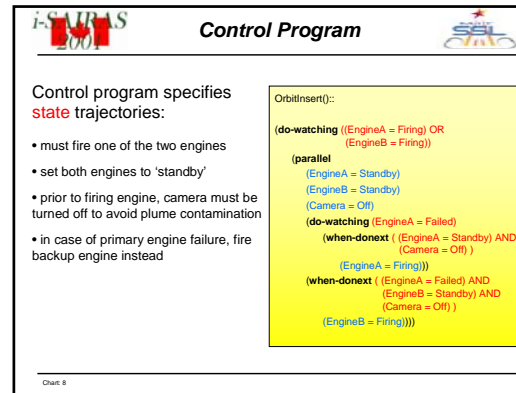 i-SAIRAS
2001
Control Program
SSL
Control program specifies
state trajectories:
• must fire one of the two engines
• set both engines to 'standby'
• prior to firing engine, camera must be
turned off to avoid plume contamination
• in case of primary engine failure, fire
backup engine instead
OrbitInsert()::
(do-watching ((EngineA = Firing) OR
(EngineB = Firing))
(parallel
(EngineA = Standby)
(EngineB = Standby)
(Camera = Off)
(do-watching (EngineA = Failed)
(when-donext ( (EngineA = Standby) AND
(Camera = Off) )
(EngineA = Firing)))
(when-donext ( (EngineA = Failed) AND
(EngineB = Standby) AND
(Camera = Off) )
(EngineB = Firing))))
Chart: 8